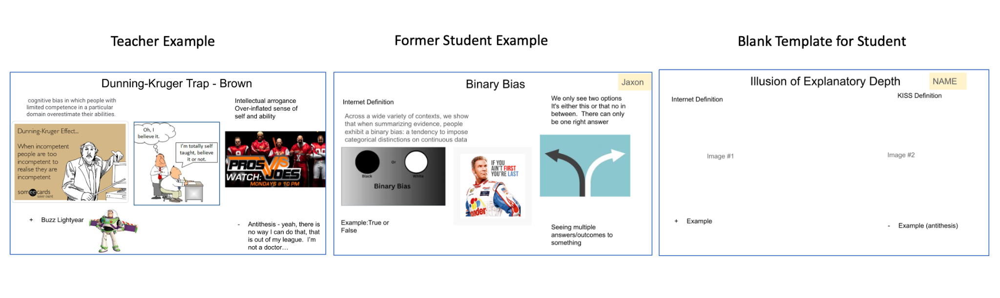 Teacher Example
Former Student Example
Blank Template for Student
Dunning-Kruger Trap - Brown
cognitive bias in which people with
limited competence in a particular
domain overestimate their abilities.
Intellectual arrogance
Over-inflated sense of
self and ability
Dunning-Kruger Effect...
When incompetent
people are too
incompetent to
realise they are
incompetent
somee cards
user card
Oh, I
believe it.
I'm totally self
taught, believe
it or not.
PROS VS
JOES
WATCH:
MONDAYS @ 10 PM
+ Buzz Lightyear
- Antithesis - yeah, there is
no way I can do that, that
is out of my league. I'm
not a doctor...
Binary Bias
Jaxon
Internet Definition
Across a wide variety of contexts, we show
that when summarizing evidence, people
exhibit a binary bias: a tendency to impose
categorical distinctions on continuous data
We only see two options
It's either this or that no in
between. There can only
be one right answer
Or
Black
White
Binary Bias
IF YOU
AIN'T FIRST
YOU'RE LAST
onder
Example:True or
False
Seeing multiple
answers/outcomes to
something
Illusion of Explanatory Depth
NAME
Internet Definition
KISS Definition
Image #1
Image #2
+ Example
- Example (antithesis)